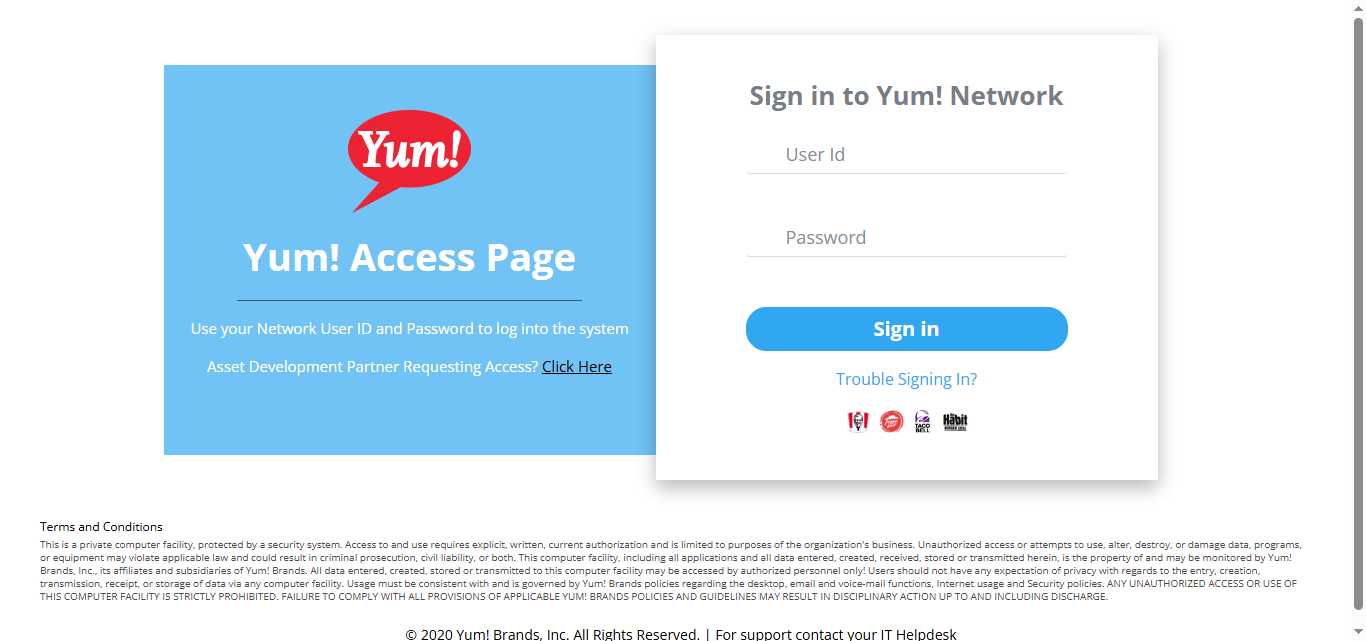 Yum!
Yum! Access Page
Use your Network User ID and Password to log into the system
Asset Development Partner Requesting Access? Click Here
Sign in to Yum! Network
User Id
Password
Sign in
Trouble Signing In?
TACO BELL
Habit
Terms and Conditions
This is a private computer facility, protected by a security system. Access to and use requires explicit, written, current authorization and is limited to purposes of the organization's business. Unauthorized access or attempts to use, alter, destroy, or damage data, programs,
or equipment may violate applicable law and could result in criminal prosecution, civil liability, or both. This computer facility, including all applications and all data entered, created, received, stored or transmitted herein, is the property of and may be monitored by Yum!
Brands, Inc., its affiliates and subsidiaries of Yum! Brands. All data entered, created, stored or transmitted to this computer facility may be accessed by authorized personnel only! Users should not have any expectation of privacy with regards to the entry, creation,
transmission, receipt, or storage of data via any computer facility. Usage must be consistent with and is governed by Yum! Brands policies regarding the desktop, email and voice-mail functions, Internet usage and Security policies. ANY UNAUTHORIZED ACCESS OR USE OF
THIS COMPUTER FACILITY IS STRICTLY PROHIBITED. FAILURE TO COMPLY WITH ALL PROVISIONS OF APPLICABLE YUM! BRANDS POLICIES AND GUIDELINES MAY RESULT IN DISCIPLINARY ACTION UP TO AND INCLUDING DISCHARGE.
© 2020 Yum! Brands, Inc. All Rights Reserved. | For support contact your IT Helpdesk